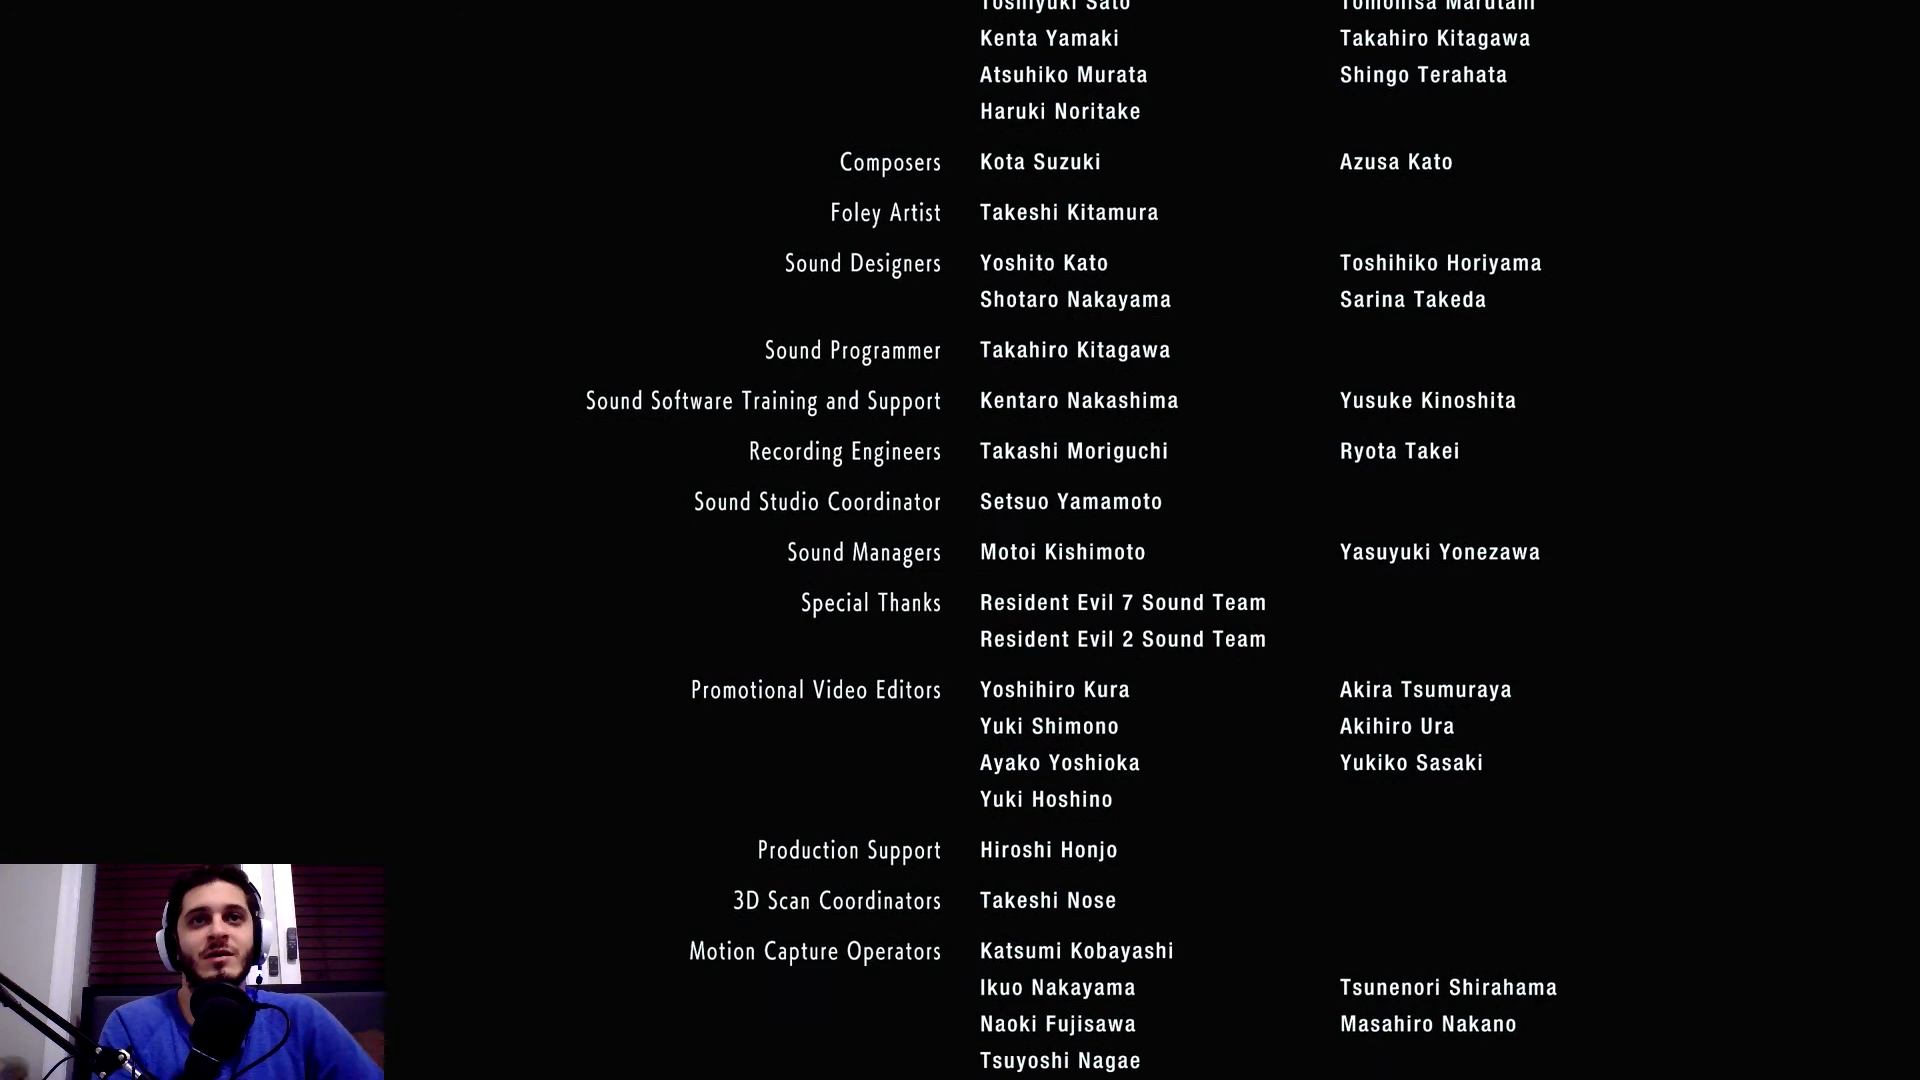 Yoshiyuki Sato Tomohisa Marutani
Kenta Yamaki Takahiro Kitagawa
Atsuhiko Murata Shingo Terahata
Haruki Noritake
Composers Kota Suzuki Azusa Kato
Foley Artist Takeshi Kitamura
Sound Designers Yoshito Kato Toshihiko Horiyama
Shotaro Nakayama Sarina Takeda
Sound Programmer Takahiro Kitagawa
Sound Software Training and Support Kentaro Nakashima Yusuke Kinoshita
Recording Engineers Takashi Moriguchi Ryota Takei
Sound Studio Coordinator Setsuo Yamamoto
Sound Managers Motoi Kishimoto Yasuyuki Yonezawa
Special Thanks Resident Evil 7 Sound Team
Resident Evil 2 Sound Team
Promotional Video Editors Yoshihiro Kura Akira Tsumuraya
Yuki Shimono Akihiro Ura
Ayako Yoshioka Yukiko Sasaki
Yuki Hoshino
Production Support Hiroshi Honjo
3D Scan Coordinators Takeshi Nose
Motion Capture Operators Katsumi Kobayashi
Ikuo Nakayama Tsunenori Shirahama
Naoki Fujisawa Masahiro Nakano
Tsuyoshi Nagae